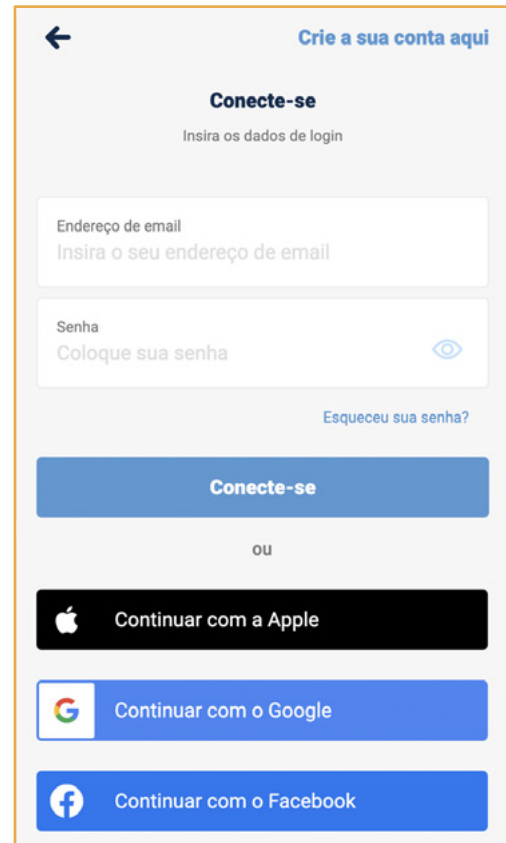 Crie a sua conta aqui
Conecte-se
Insira os dados de login
Endereço de email
Insira o seu endereço de email
Senha
Coloque sua senha
Esqueceu sua senha?
Conecte-se
ou
Continuar com a Apple
Continuar com o Google
Continuar com o Facebook